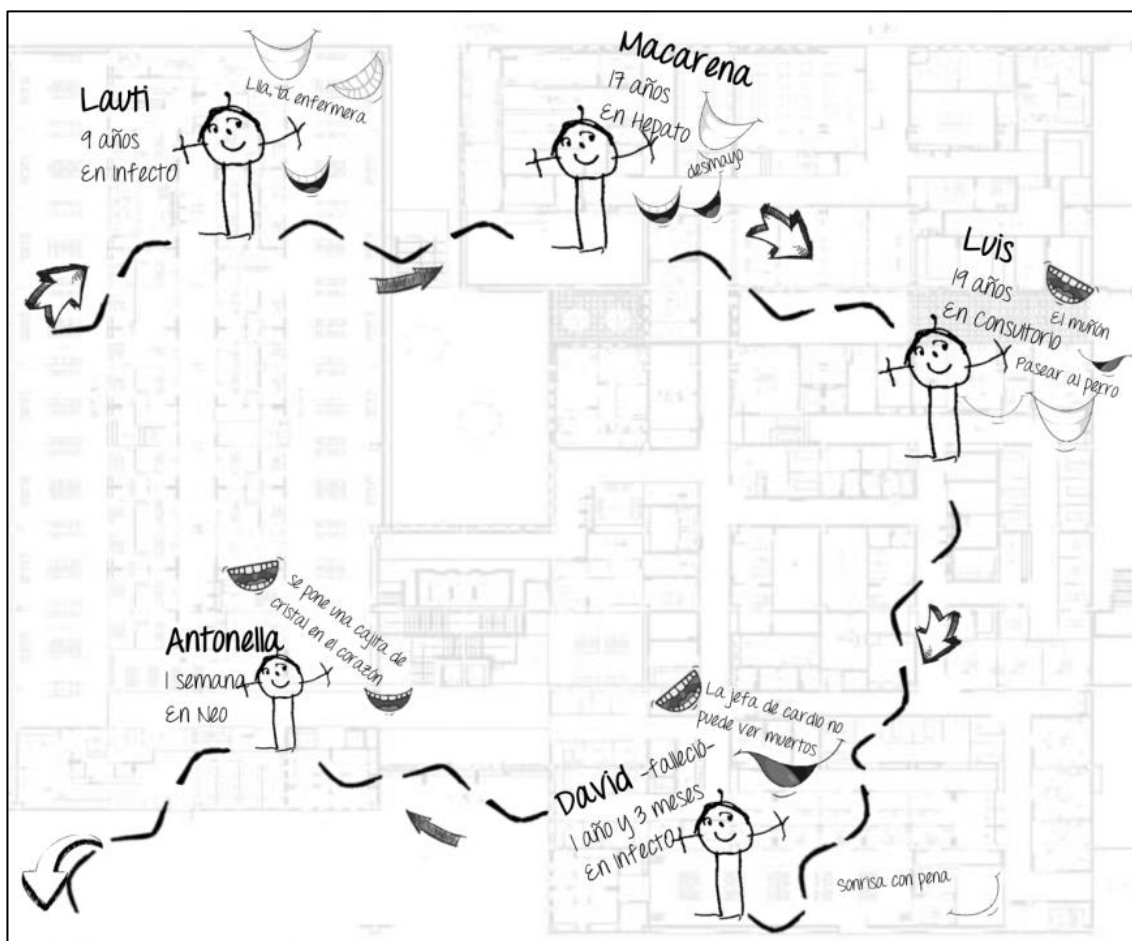 Lauti
9 años
En Infecto
Lila, la enfermera
Macarena
17 años
En Hepato
desmayo
Luis
19 años
En Consultorio
El muñón
Pasear al perro
La jefa de cardio no
puede ver muertos
David -falleció-
1 año y 3 meses
En Infecto
sonrisa con pena
se pone una cajita de
cristal en el corazón
Antonella
1 semana
En Neo